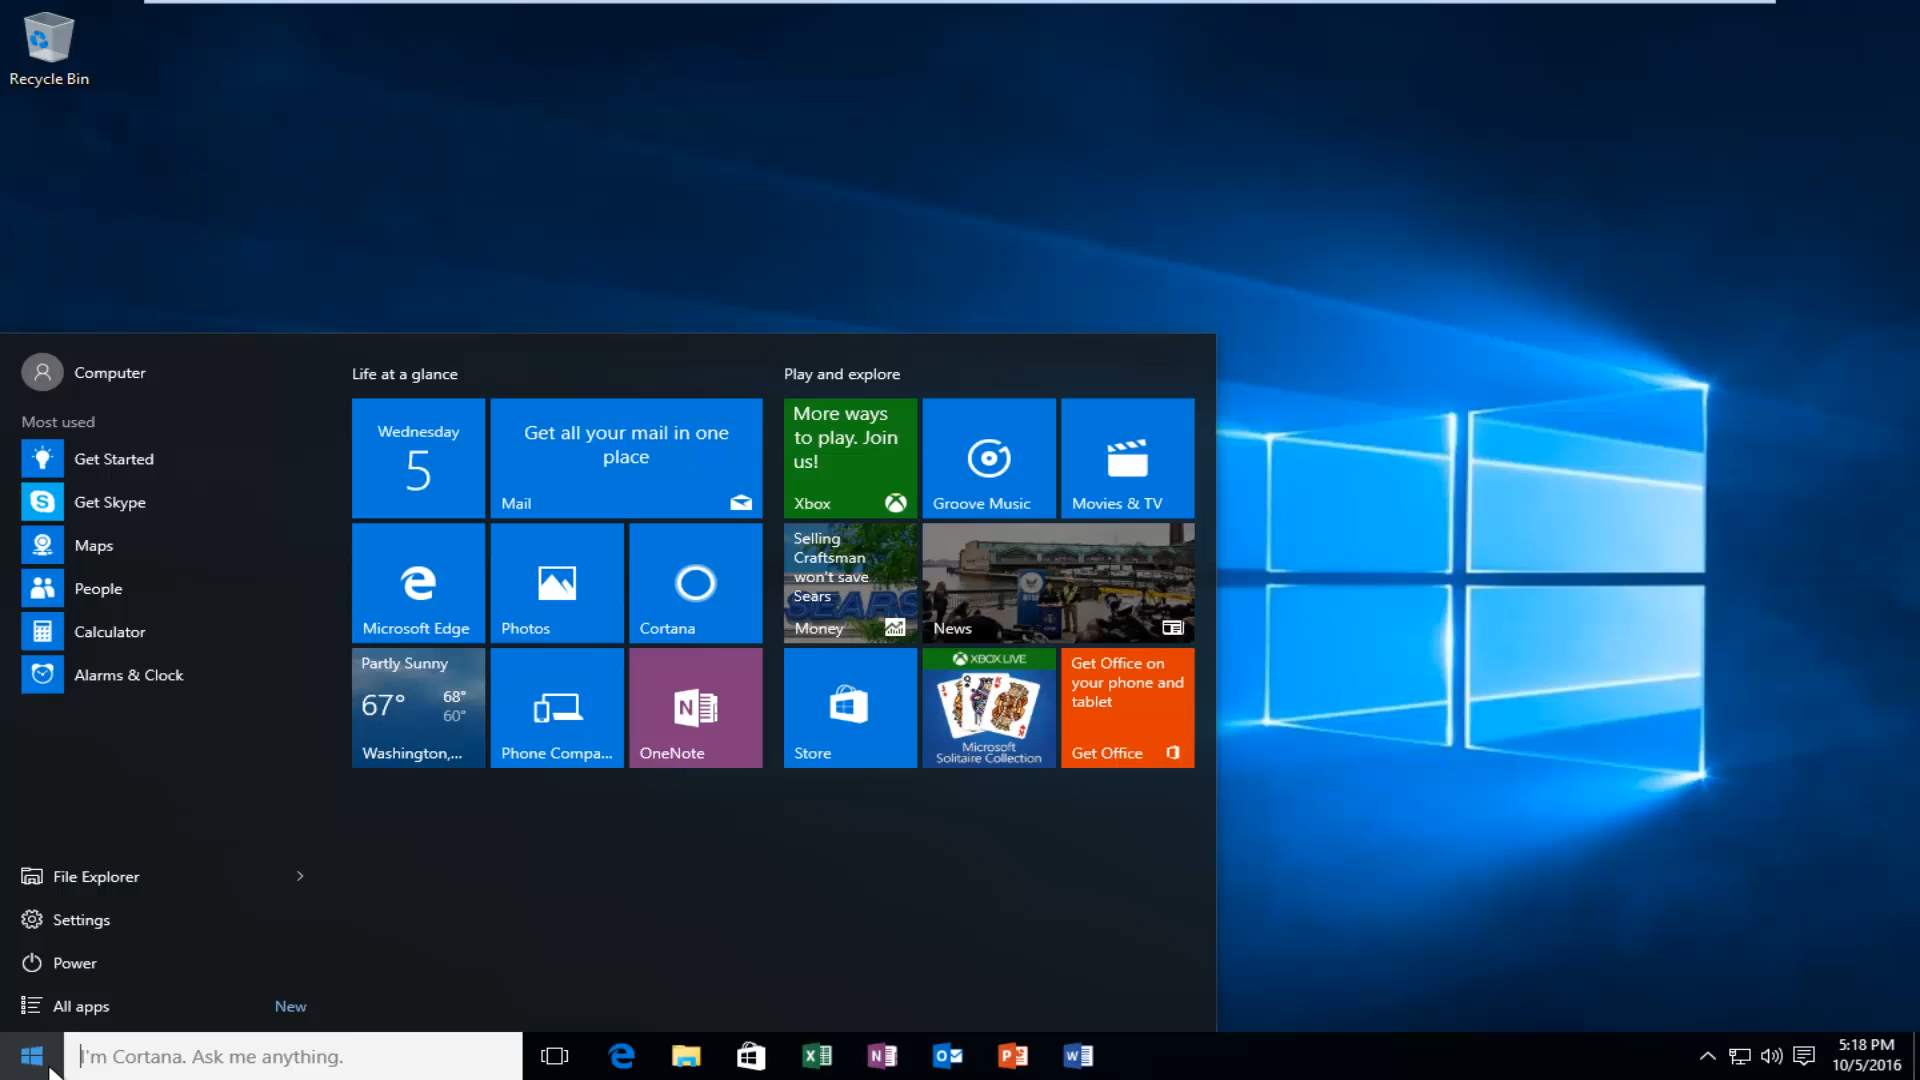 Recycle Bin
Computer
Most used
Get Started
Get Skype
Maps
People
Calculator
Alarms & Clock
File Explorer
Settings
Power
All apps
New
Life at a glance
Wednesday
5
Get all your mail in one
place
Mail
Microsoft Edge
Photos
Cortana
Partly Sunny
67°
68°
60°
Washington,...
Phone Compa...
N
OneNote
Play and explore
More ways
to play. Join
us!
Xbox
Groove Music
Movies & TV
Selling
Craftsman
won't save
Sears
SEARS
Money
News
Store
XBOX LIVE
Microsoft
Solitaire Collection
Get Office on
your phone and
tablet
Get Office
I'm Cortana. Ask me anything.
5:18 PM
10/5/2016